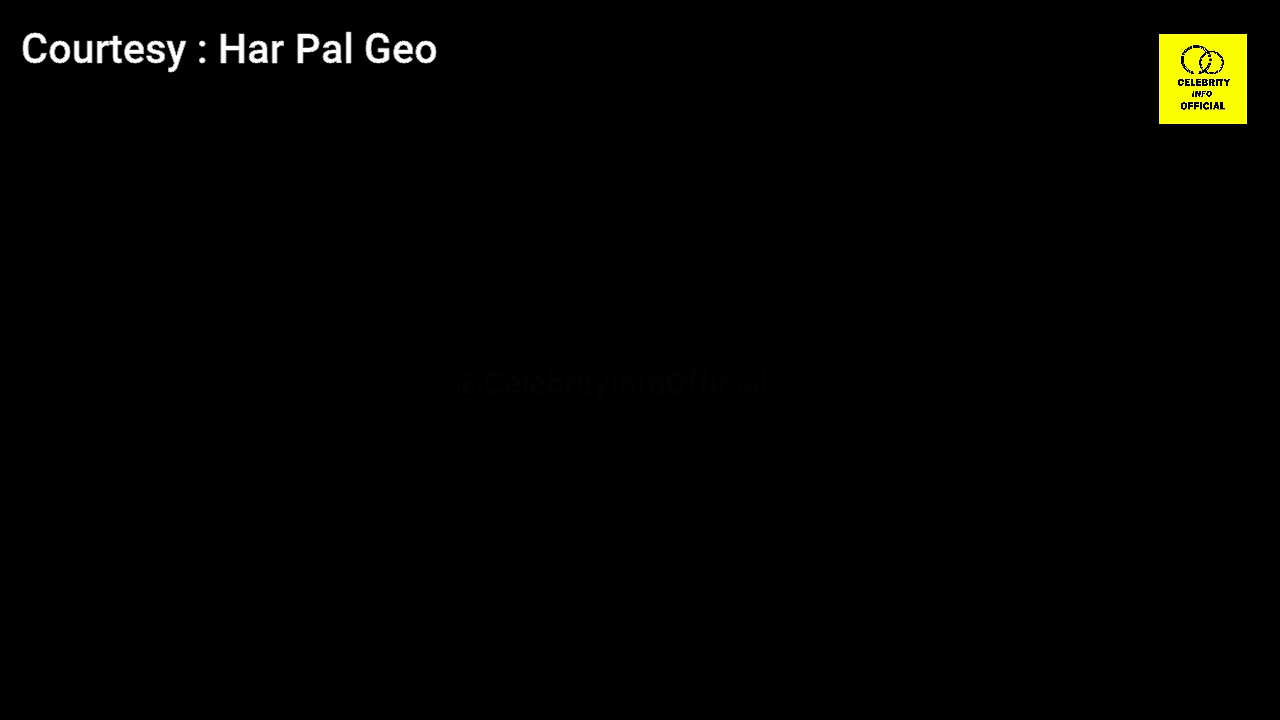 Courtesy : Har Pal Geo
CELEBRITY
INFO
OFFICIAL
@CelebrityInfoOfficial